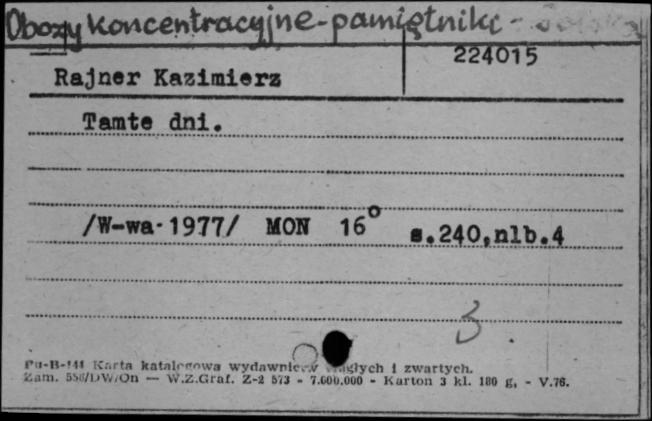 Obozy koncentracyjne - pamiętniki -
224015
Rajner Kazimierz
Tamte dni.
/W-wa·1977/ MON 16° s.240,nlb.4
3
Pu-B-141 Karta katalogowa wydawnictw ciągłych i zwartych.
Zam. 556/DW/On — W.Z.Graf. Z-2 573 - 7.600.000 - Karton 3 kl. 180 g. - V.76.